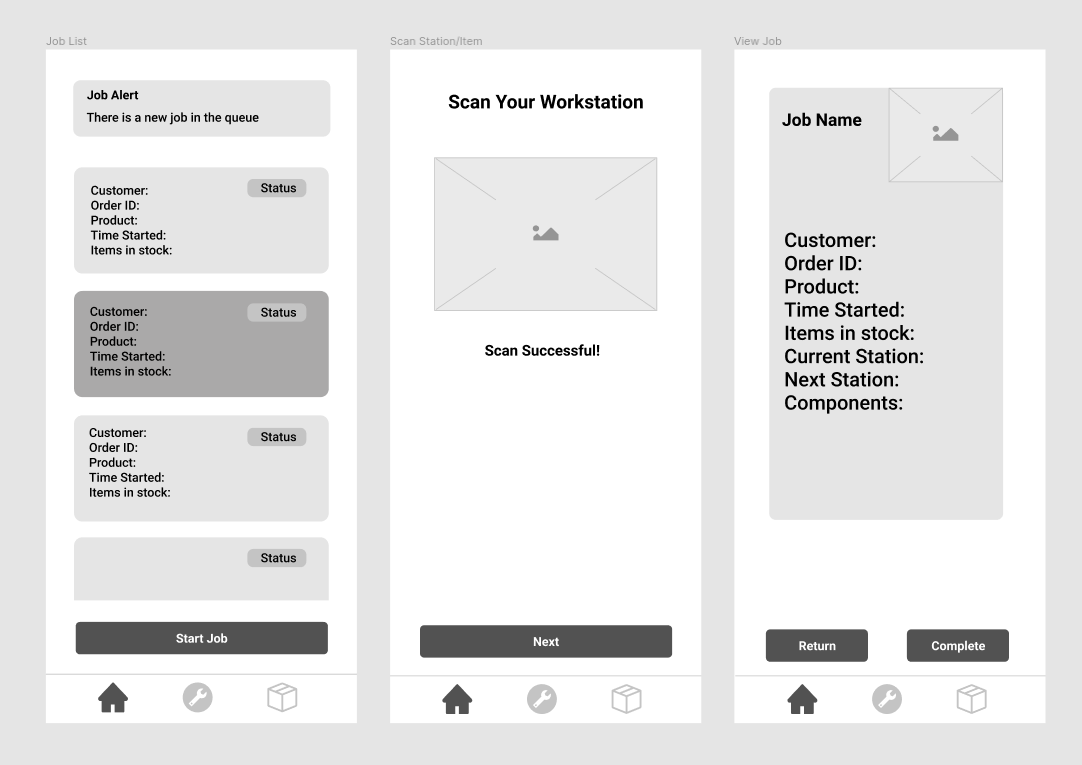 Job List
Job Alert
There is a new job in the queue
Status
Customer:
Order ID:
Product:
Time Started:
Items in stock:
Status
Customer:
Order ID:
Product:
Time Started:
Items in stock:
Status
Customer:
Order ID:
Product:
Time Started:
Items in stock:
Status
Start Job
Scan Station/Item
Scan Your Workstation
Scan Successful!
Next
View Job
Job Name
Customer:
Order ID:
Product:
Time Started:
Items in stock:
Current Station:
Next Station:
Components:
Return
Complete